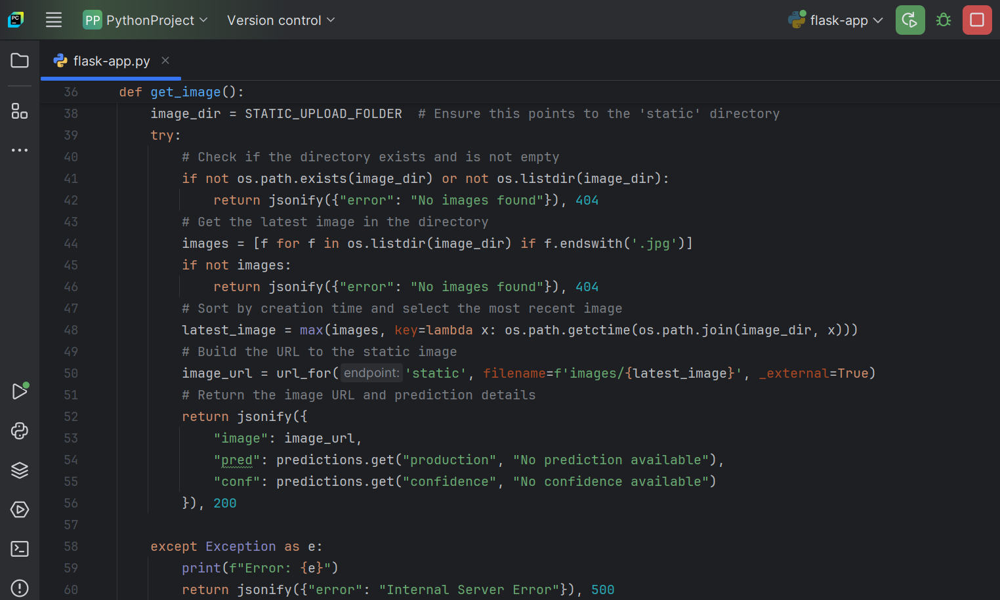 PC
PP PythonProject Version control flask-app
flask-app.py
36 def get_image():
38 image_dir = STATIC_UPLOAD_FOLDER  # Ensure this points to the 'static' directory
39 try:
40 # Check if the directory exists and is not empty
41 if not os.path.exists(image_dir) or not os.listdir(image_dir):
42 return jsonify({"error": "No images found"}), 404
43 # Get the latest image in the directory
44 images = [f for f in os.listdir(image_dir) if f.endswith('.jpg')]
45 if not images:
46 return jsonify({"error": "No images found"}), 404
47 # Sort by creation time and select the most recent image
48 latest_image = max(images, key=lambda x: os.path.getctime(os.path.join(image_dir, x)))
49 # Build the URL to the static image
50 image_url = url_for( endpoint: 'static', filename=f'images/{latest_image}', _external=True)
51 # Return the image URL and prediction details
52 return jsonify({
53 "image": image_url,
54 "pred": predictions.get("production", "No prediction available"),
55 "conf": predictions.get("confidence", "No confidence available")
56 }), 200
57
58 except Exception as e:
59 print(f"Error: {e}")
60 return jsonify({"error": "Internal Server Error"}), 500